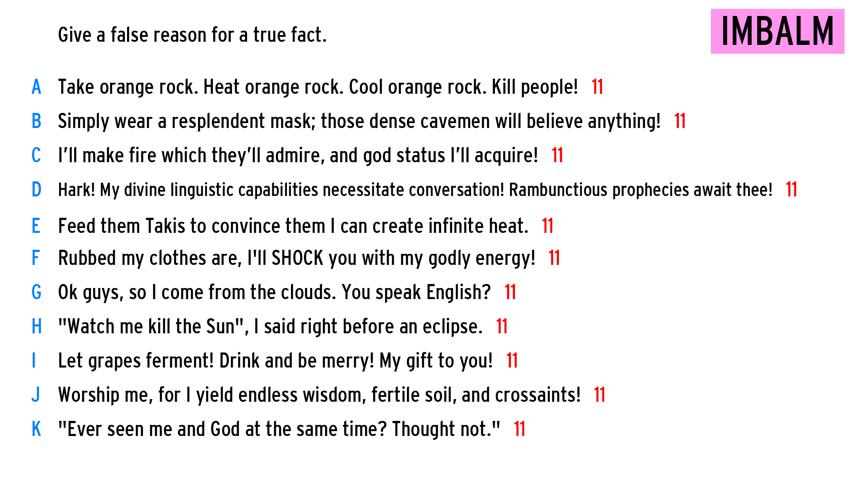 Give a false reason for a true fact.
IMBALM
A Take orange rock. Heat orange rock. Cool orange rock. Kill people! 11
B Simply wear a resplendent mask; those dense cavemen will believe anything! 11
C I'll make fire which they'll admire, and god status I'll acquire! 11
D Hark! My divine linguistic capabilities necessitate conversation! Rambunctious prophecies await thee! 11
E Feed them Takis to convince them I can create infinite heat. 11
F Rubbed my clothes are, I'll SHOCK you with my godly energy! 11
G Ok guys, so I come from the clouds. You speak English? 11
H "Watch me kill the Sun", I said right before an eclipse. 11
I Let grapes ferment! Drink and be merry! My gift to you! 11
J Worship me, for I yield endless wisdom, fertile soil, and crossaints! 11
K "Ever seen me and God at the same time? Thought not." 11